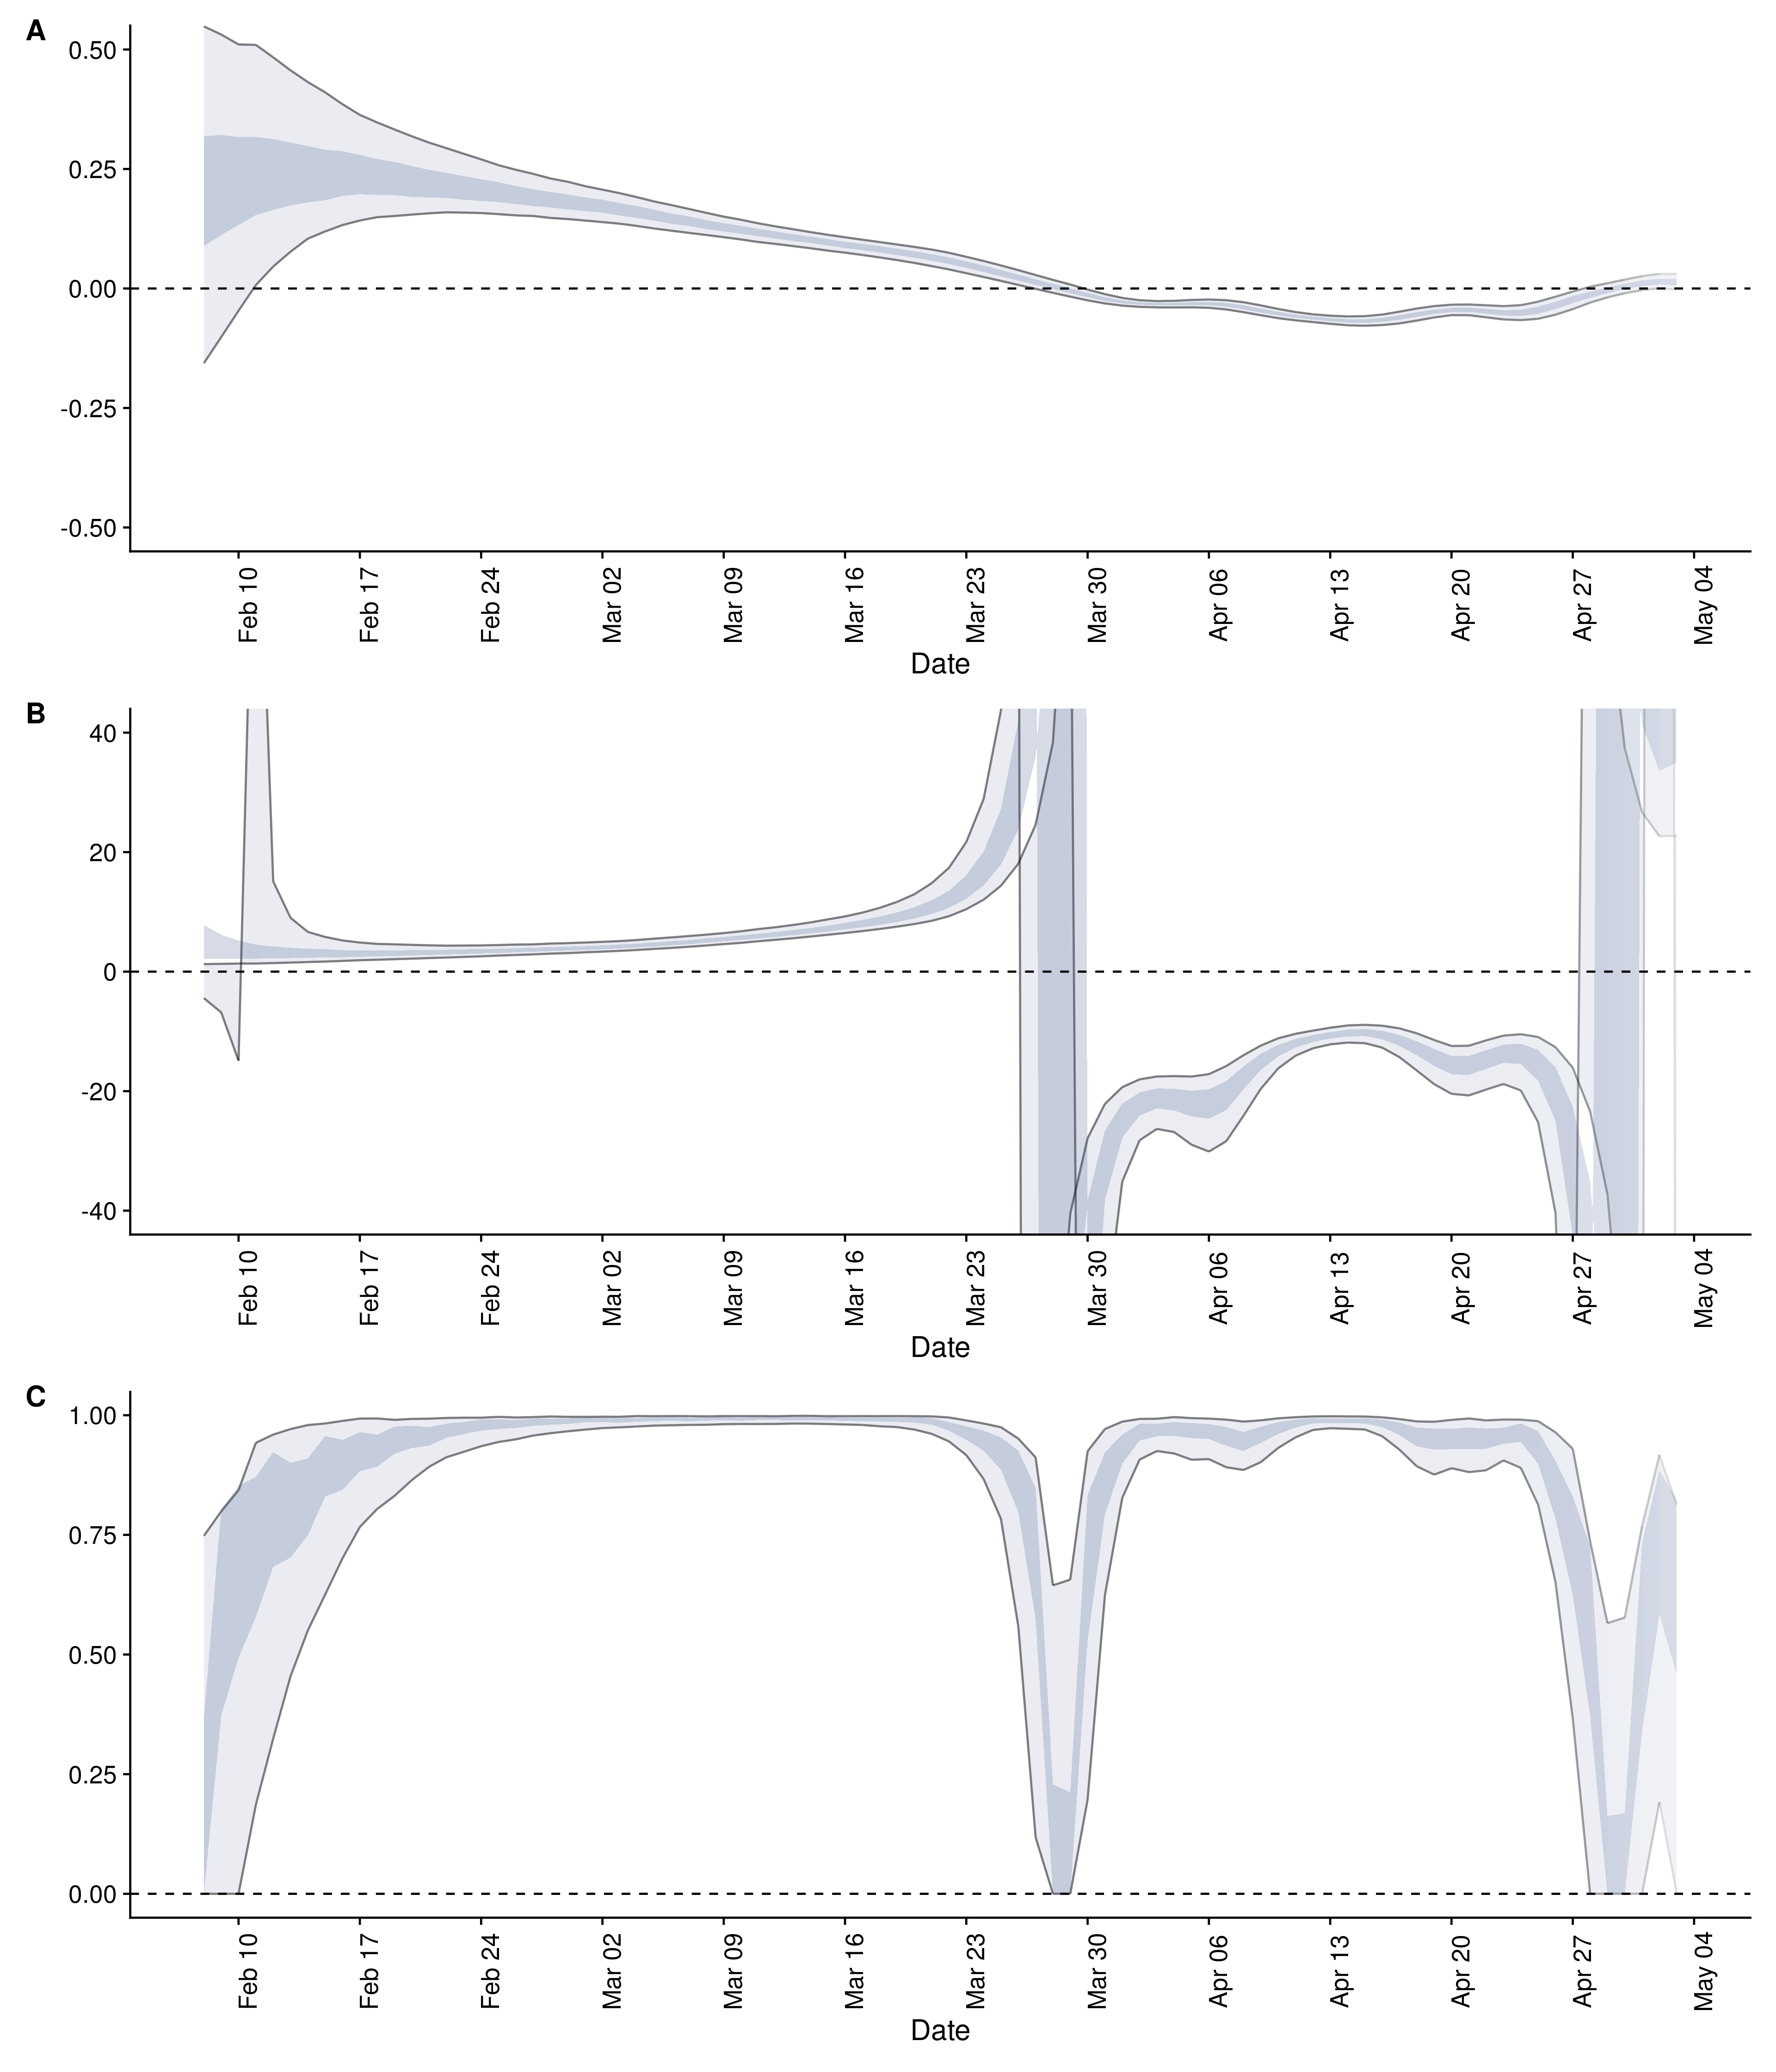 A
0.50
0.25
0.00
-0.25
-0.50
Feb 10
Feb 17
Feb 24
Mar 02
Mar 09
Mar 16
Mar 23
Mar 30
Apr 06
Apr 13
Apr 20
Apr 27
May 04
Date
B
40
20
0
-20
-40
Feb 10
Feb 17
Feb 24
Mar 02
Mar 09
Mar 16
Mar 23
Mar 30
Apr 06
Apr 13
Apr 20
Apr 27
May 04
Date
C
1.00
0.75
0.50
0.25
0.00
Feb 10
Feb 17
Feb 24
Mar 02
Mar 09
Mar 16
Mar 23
Mar 30
Apr 06
Apr 13
Apr 20
Apr 27
May 04
Date